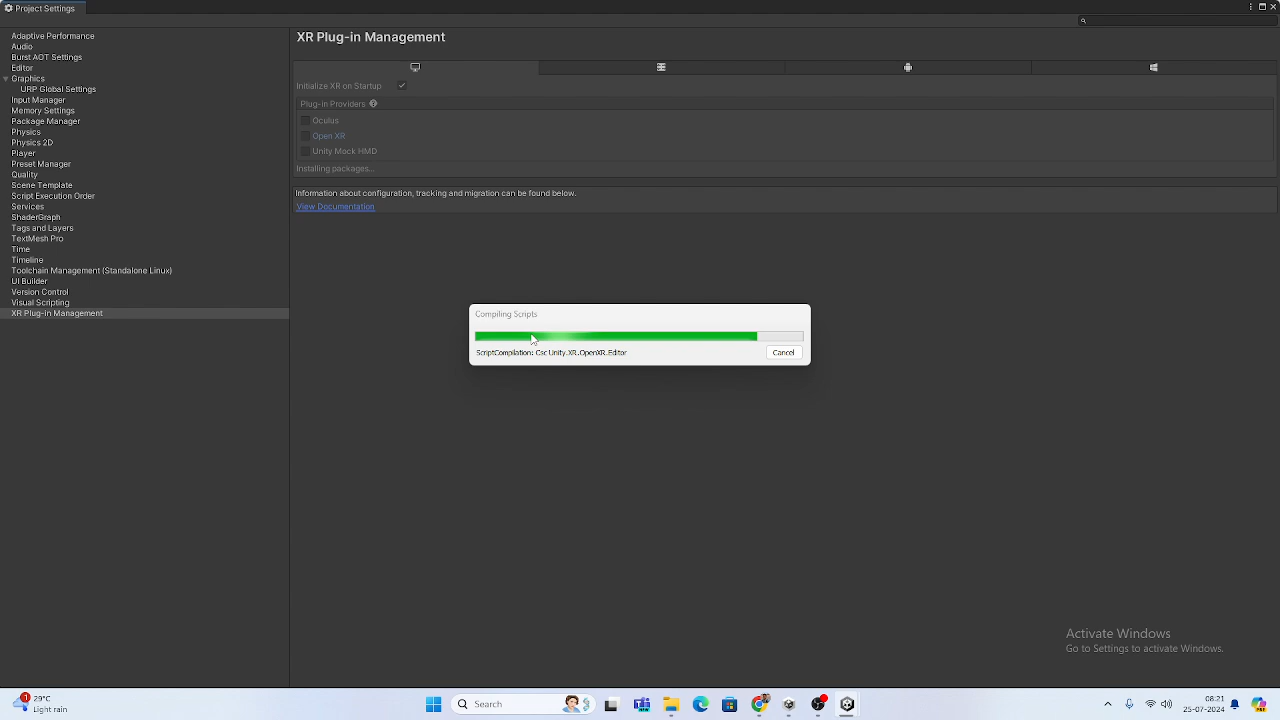 Project Settings
Adaptive Performance
Audio
Burst AOT Settings
Editor
Graphics
URP Global Settings
Input Manager
Memory Settings
Package Manager
Physics
Physics 2D
Player
Preset Manager
Quality
Scene Template
Script Execution Order
Services
ShaderGraph
Tags and Layers
TextMesh Pro
Time
Timeline
Toolchain Management (Standalone Linux)
UI Builder
Version Control
Visual Scripting
XR Plug-in Management
XR Plug-in Management
Initialize XR on Startup
Plug-in Providers
Oculus
Open XR
Unity Mock HMD
Installing packages...
Information about configuration, tracking and migration can be found below.
View Documentation
Compiling Scripts
ScriptCompilation: Csc Unity.XR.OpenXR.Editor
Cancel
Activate Windows
Go to Settings to activate Windows.
1
29°C
Light rain
Search
08:21
25-07-2024